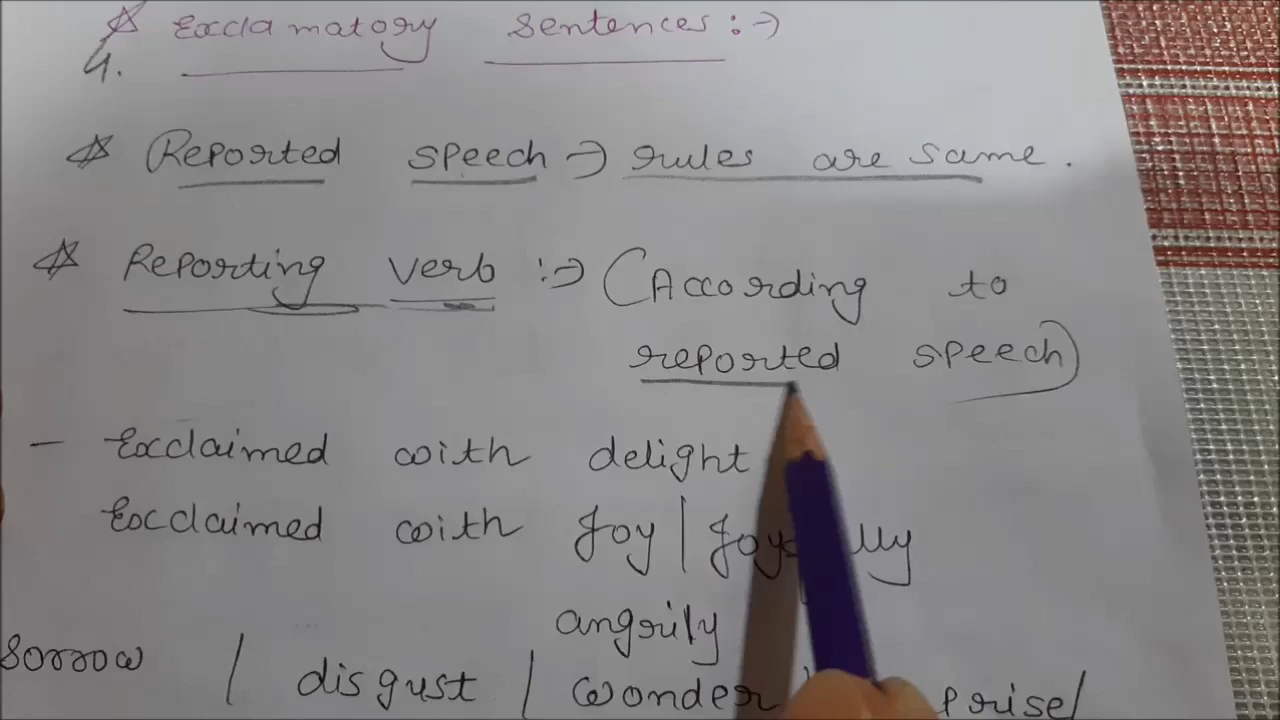 ☆ Exclamatory sentences :→
4.
☆ Reported speech → rules are same.
☆ Reporting verb :→ (According to
reported speech)
- Exclaimed with delight
Exclaimed with Joy |
angrily
sorrow / disgust / wonder